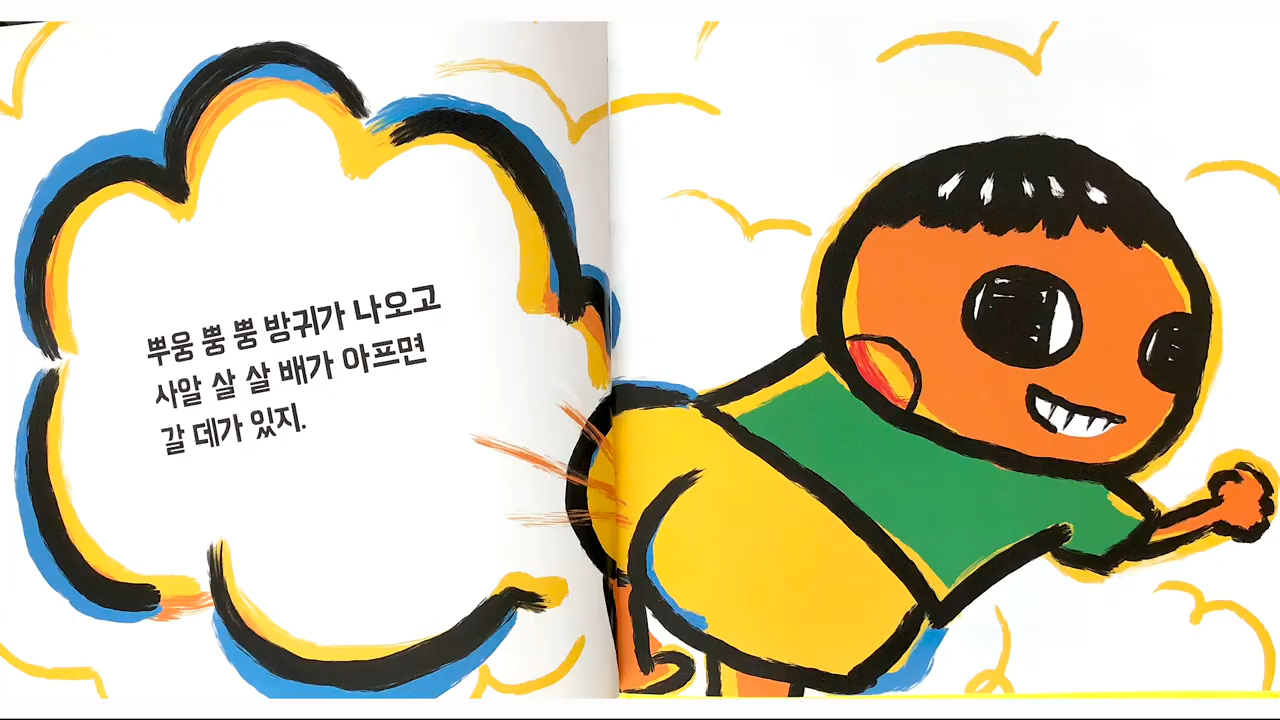 뿌웅 뿡 뿡 방귀가 나오고
사알 살 살 배가 아프면
갈 데가 있지.